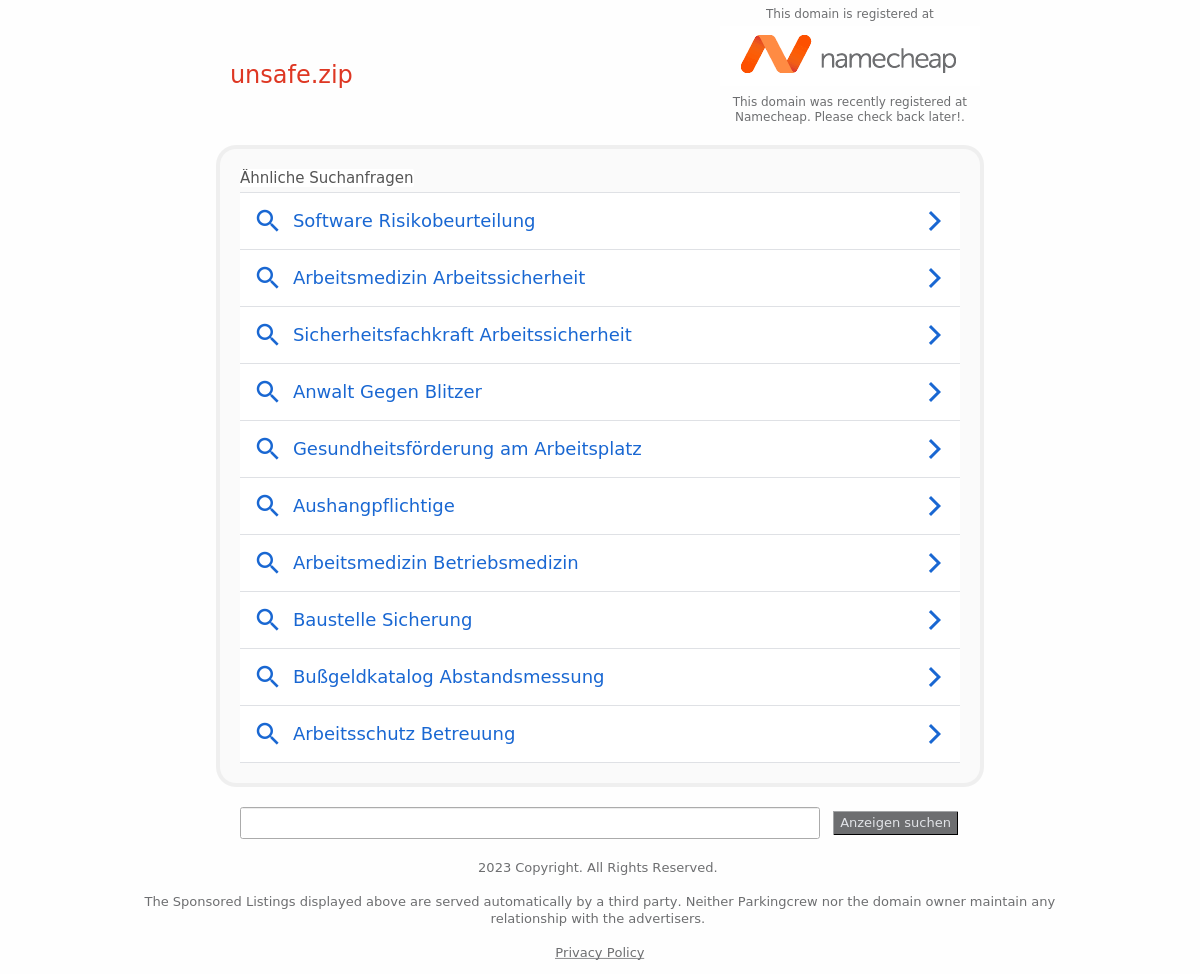 This domain is registered at
namecheap
unsafe.zip
This domain was recently registered at
Namecheap. Please check back later!.
Ähnliche Suchanfragen
Software Risikobeurteilung
Arbeitsmedizin Arbeitssicherheit
Sicherheitsfachkraft Arbeitssicherheit
Anwalt Gegen Blitzer
Gesundheitsförderung am Arbeitsplatz
Aushangpflichtige
Arbeitsmedizin Betriebsmedizin
Baustelle Sicherung
Bußgeldkatalog Abstandsmessung
Arbeitsschutz Betreuung
Anzeigen suchen
2023 Copyright. All Rights Reserved.
The Sponsored Listings displayed above are served automatically by a third party. Neither Parkingcrew nor the domain owner maintain any
relationship with the advertisers.
Privacy Policy